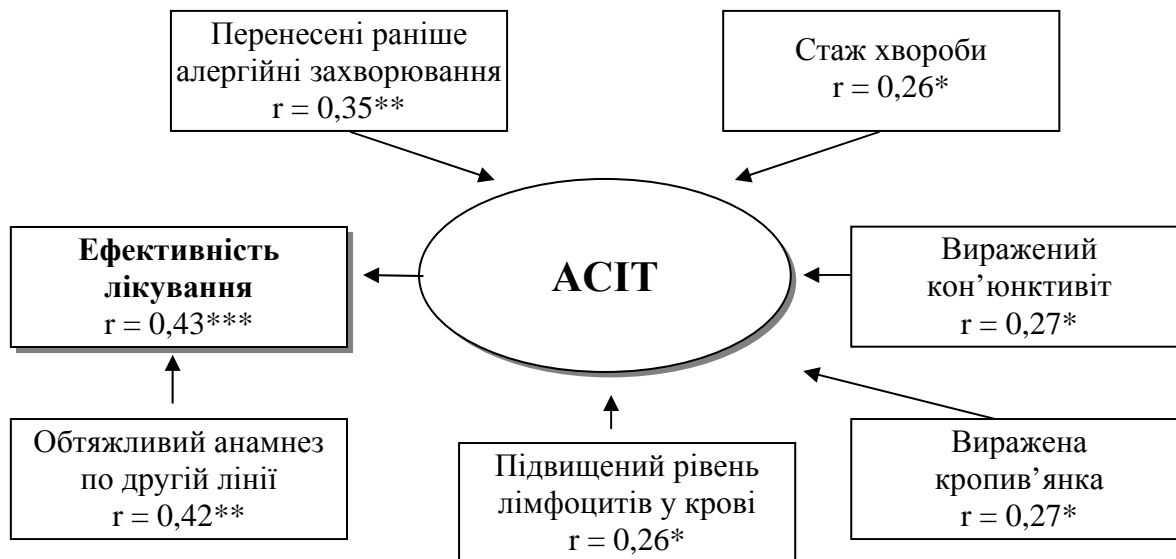 Перенесені раніше
алергійні захворювання
r = 0,35**
Стаж хвороби
r = 0,26*
Ефективність
лікування
r = 0,43***
АСІТ
Виражений
кон’юнктивіт
r = 0,27*
Обтяжливий анамнез
по другій лінії
r = 0,42**
Підвищений рівень
лімфоцитів у крові
r = 0,26*
Виражена
кропив’янка
r = 0,27*